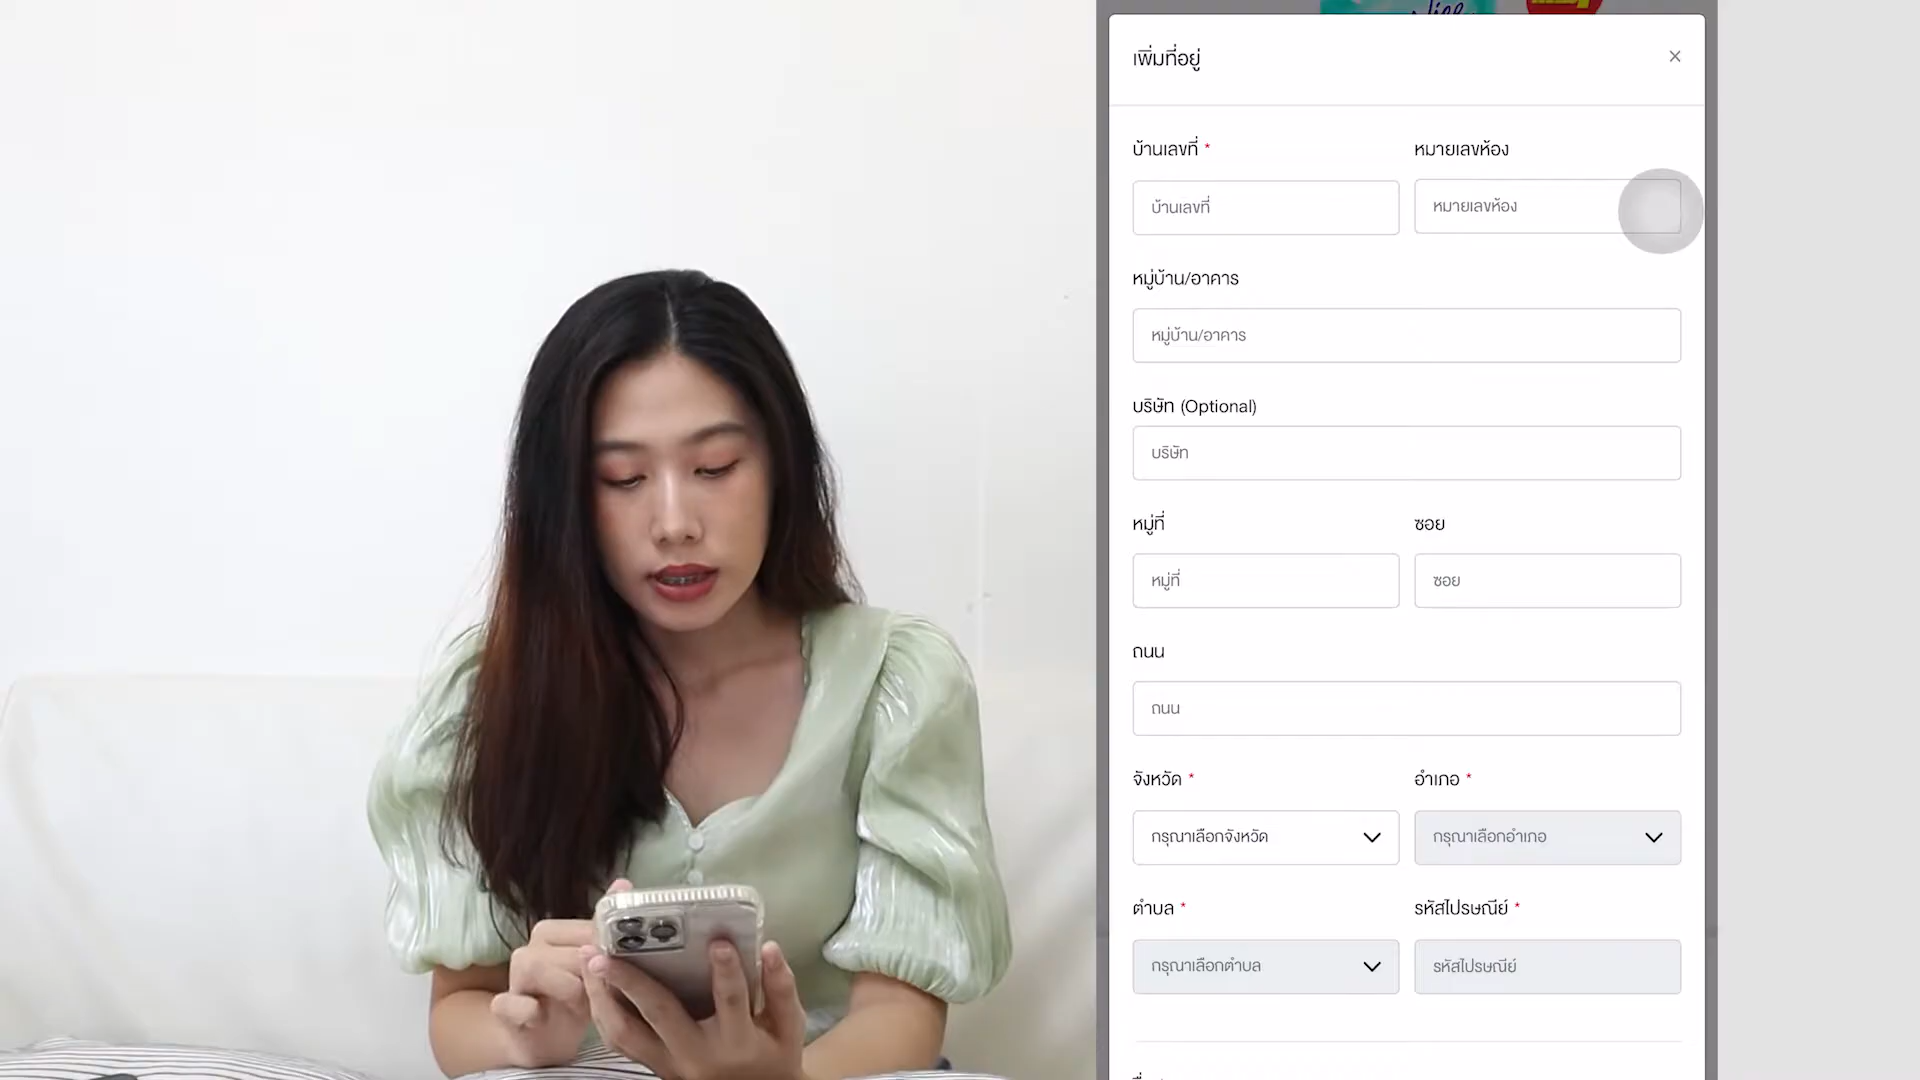 เพิ่มที่อยู่
บ้านเลขที่ * หมายเลขห้อง
บ้านเลขที่ หมายเลขห้อง
หมู่บ้าน/อาคาร
หมู่บ้าน/อาคาร
บริษัท (Optional)
บริษัท
หมู่ที่ ซอย
หมู่ที่ ซอย
ถนน
ถนน
จังหวัด * อำเภอ *
กรุณาเลือกจังหวัด กรุณาเลือกอำเภอ
ตำบล * รหัสไปรษณีย์ *
กรุณาเลือกตำบล รหัสไปรษณีย์